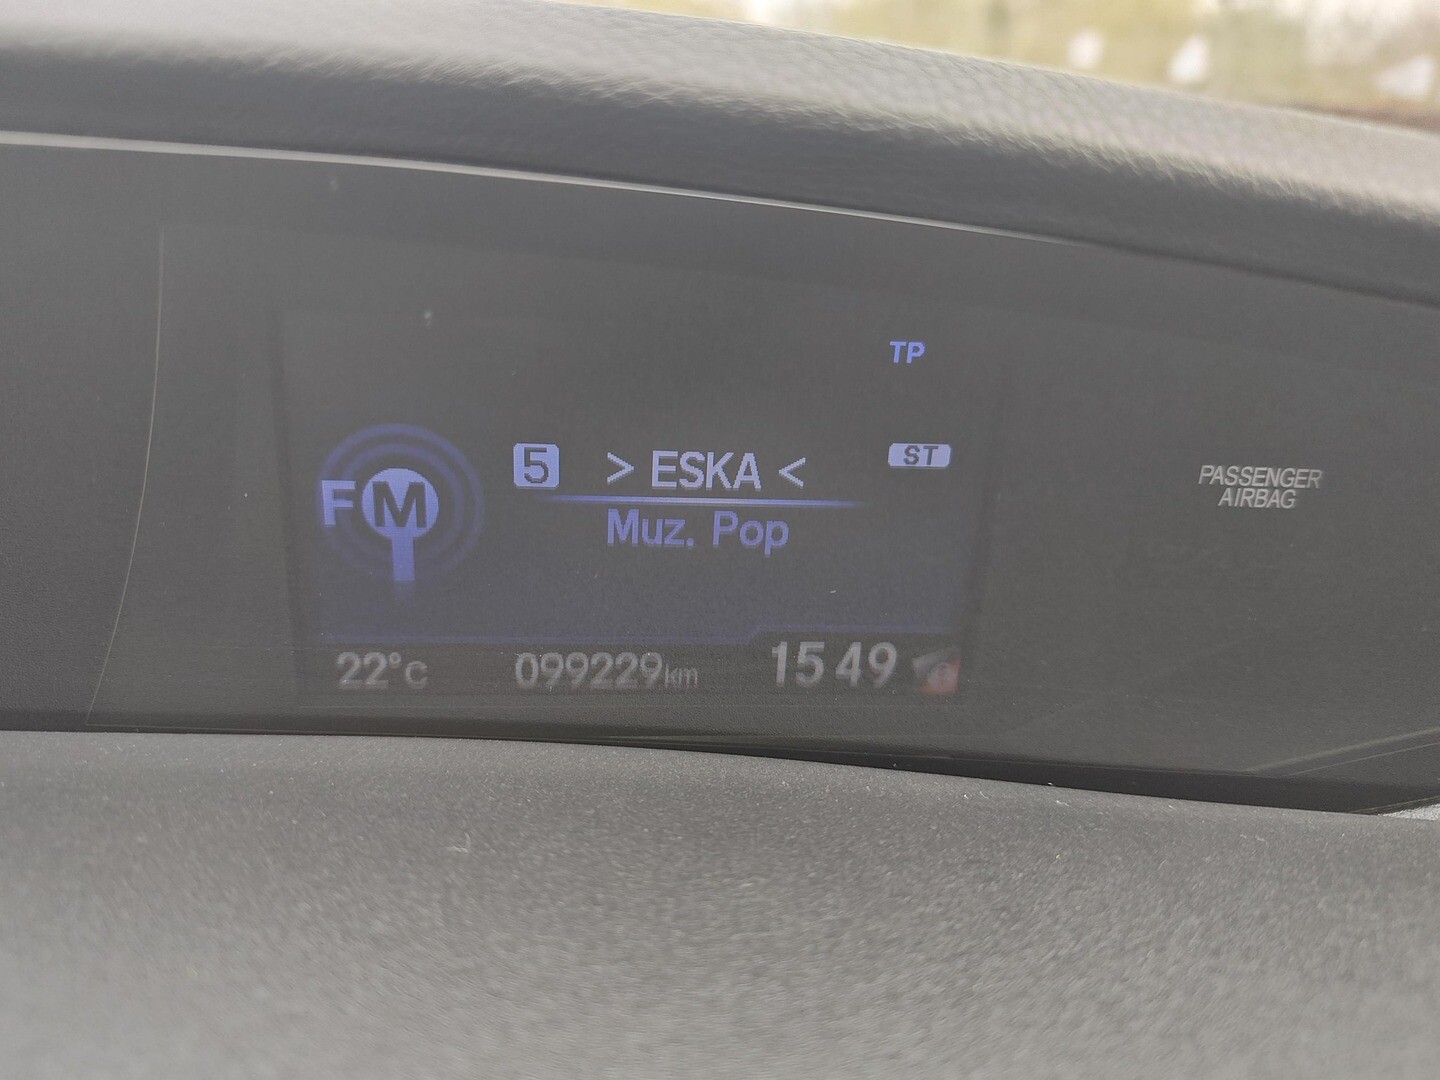 TP
FM 5 > ESKA < ST
Muz. Pop
PASSENGER
AIRBAG
22°C 099229km 15 49